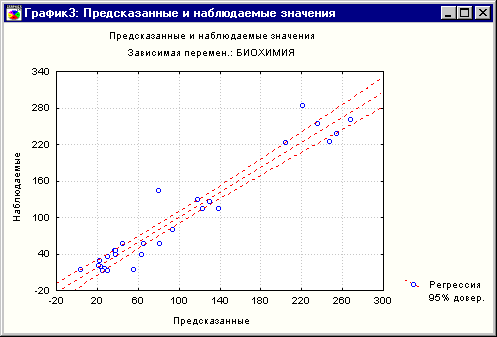 График3: Предсказанные и наблюдаемые значения
Предсказанные и наблюдаемые значения
Зависимая перемен.: БИОХИМИЯ
Наблюдаемые
340
280
220
160
100
40
-20
-20 20 60 100 140 180 220 260 300
Предсказанные
Регрессия
95% довер.